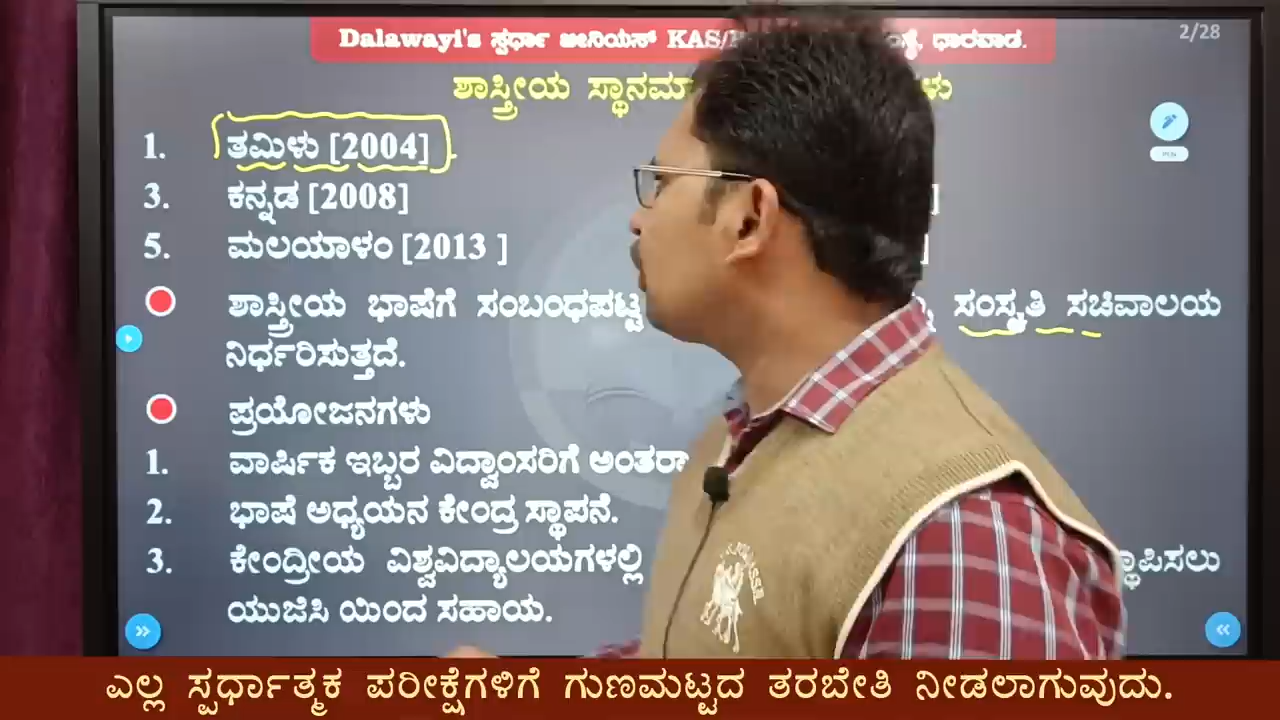 Dalawayi's ಸ್ಪರ್ಧಾ ಜೀನಿಯಸ್ KAS/ ಧಾರವಾಡ.
2/28
ಶಾಸ್ತ್ರೀಯ
1. ತಮಿಳು [2004]
3. ಕನ್ನಡ [2008]
5. ಮಲಯಾಳಂ [2013 ]
ಶಾಸ್ತ್ರೀಯ ಭಾಷೆಗೆ ಸಂಬಂಧಪಟ್ಟ ಸಂಸ್ಕೃತಿ ಸಚಿವಾಲಯ
ನಿರ್ಧರಿಸುತ್ತದೆ.
ಪ್ರಯೋಜನಗಳು
1. ವಾರ್ಷಿಕ ಇಬ್ಬರ ವಿದ್ವಾಂಸರಿಗೆ
2. ಭಾಷೆ ಅಧ್ಯಯನ ಕೇಂದ್ರ ಸ್ಥಾಪನೆ.
3. ಕೇಂದ್ರೀಯ ವಿಶ್ವವಿದ್ಯಾಲಯಗಳಲ್ಲಿ
ಯುಜಿಸಿ ಯಿಂದ ಸಹಾಯ.
ಎಲ್ಲ ಸ್ಪರ್ಧಾತ್ಮಕ ಪರೀಕ್ಷೆಗಳಿಗೆ ಗುಣಮಟ್ಟದ ತರಬೇತಿ ನೀಡಲಾಗುವುದು.